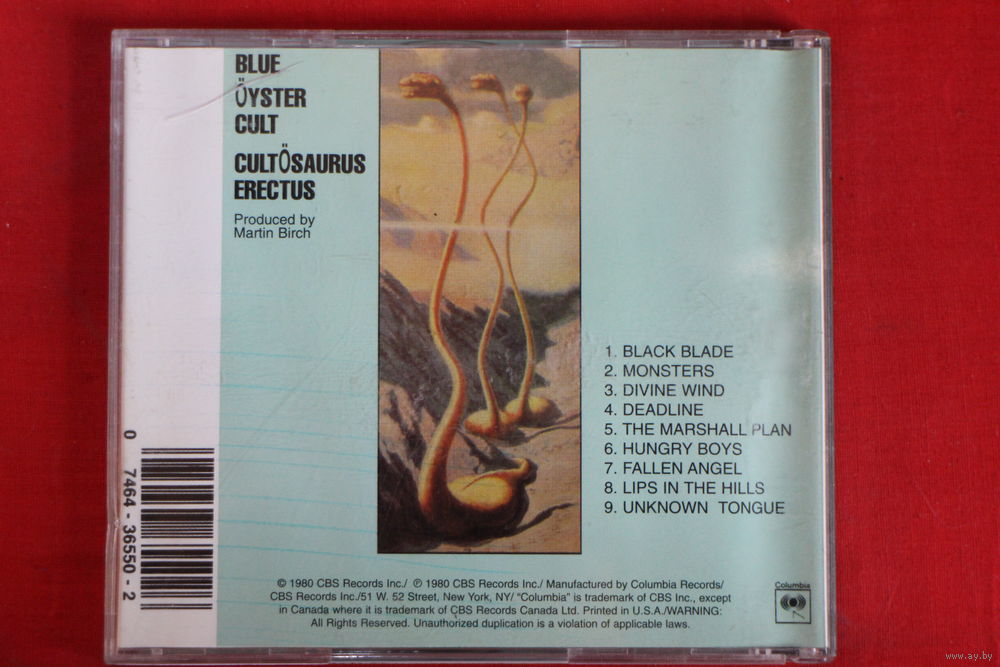 BLUE
ÖYSTER
CULT
CULTÖSAURUS
ERECTUS
Produced by
Martin Birch
1. BLACK BLADE
2. MONSTERS
3. DIVINE WIND
4. DEADLINE
5. THE MARSHALL PLAN
6. HUNGRY BOYS
7. FALLEN ANGEL
8. LIPS IN THE HILLS
9. UNKNOWN TONGUE
0 7464-36550-2
© 1980 CBS Records Inc./ ℗ 1980 CBS Records Inc./ Manufactured by Columbia Records/
CBS Records Inc./51 W. 52 Street, New York, NY/ "Columbia" is trademark of CBS Inc., except
in Canada where it is trademark of CBS Records Canada Ltd. Printed in U.S.A./WARNING:
All Rights Reserved. Unauthorized duplication is a violation of applicable laws.
Columbia
www.ay.by